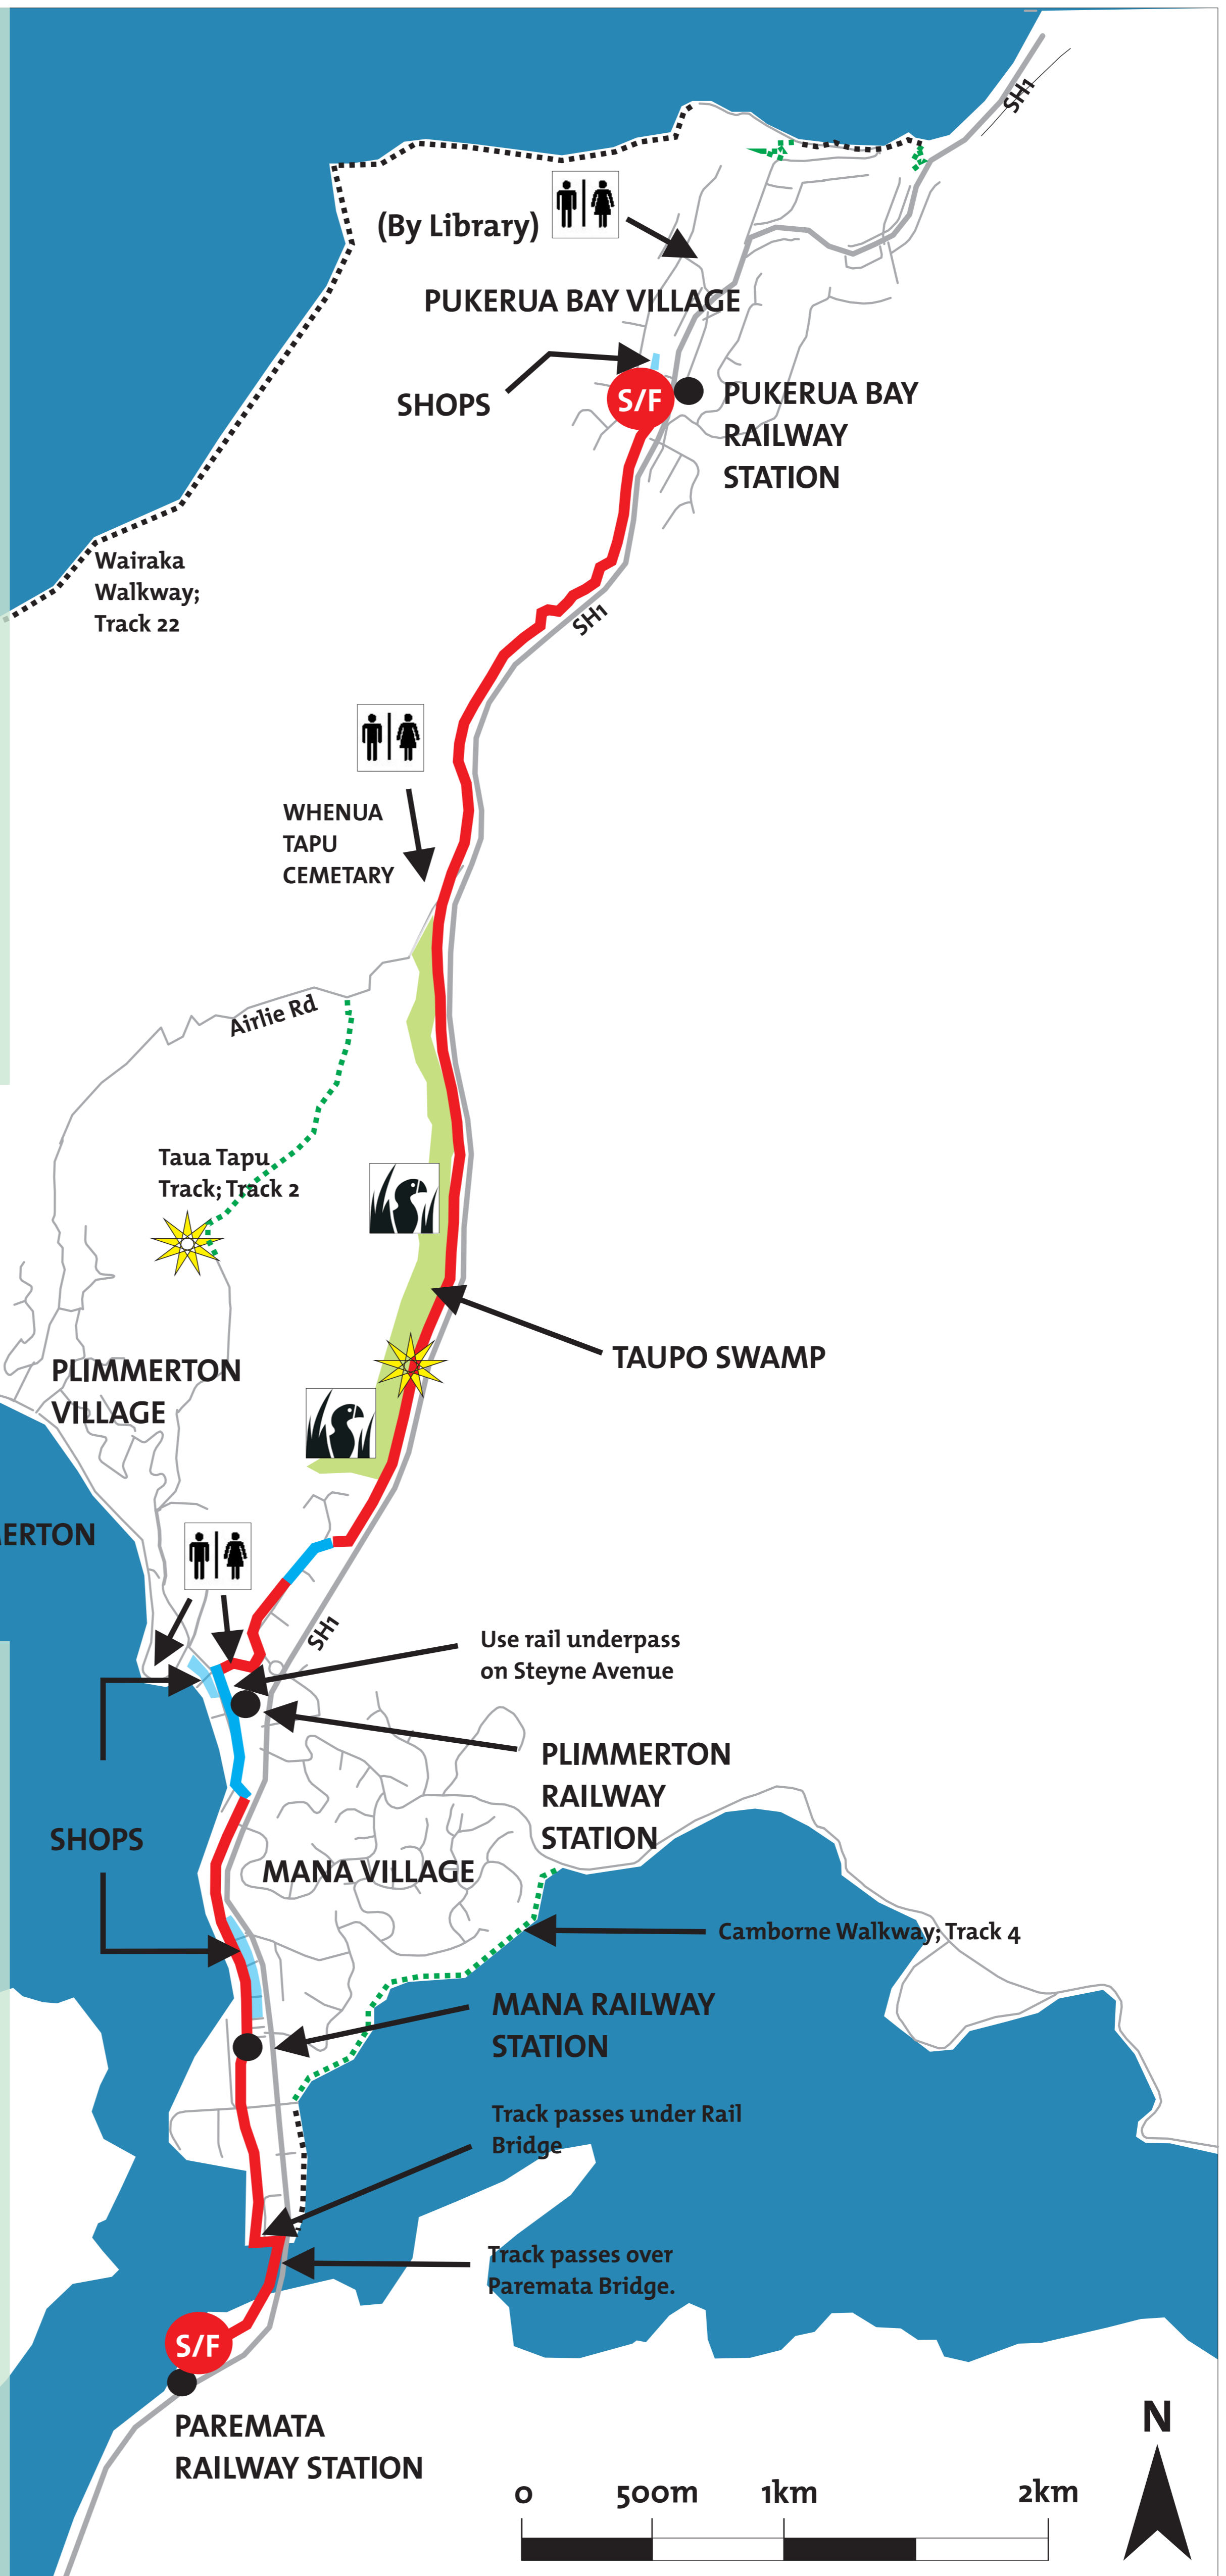 SH1
(By Library)
PUKERUA BAY VILLAGE
SHOPS
S/F
PUKERUA BAY
RAILWAY
STATION
Wairaka
Walkway;
Track 22
SH1
WHENUA
TAPU
CEMETARY
Airlie Rd
Taua Tapu
Track; Track 2
TAUPO SWAMP
PLIMMERTON
VILLAGE
ERTON
SH1
Use rail underpass
on Steyne Avenue
PLIMMERTON
RAILWAY
STATION
SHOPS
MANA VILLAGE
Camborne Walkway; Track 4
MANA RAILWAY
STATION
Track passes under Rail
Bridge
Track passes over
Paremata Bridge.
S/F
PAREMATA
RAILWAY STATION
N
0 500m 1km 2km